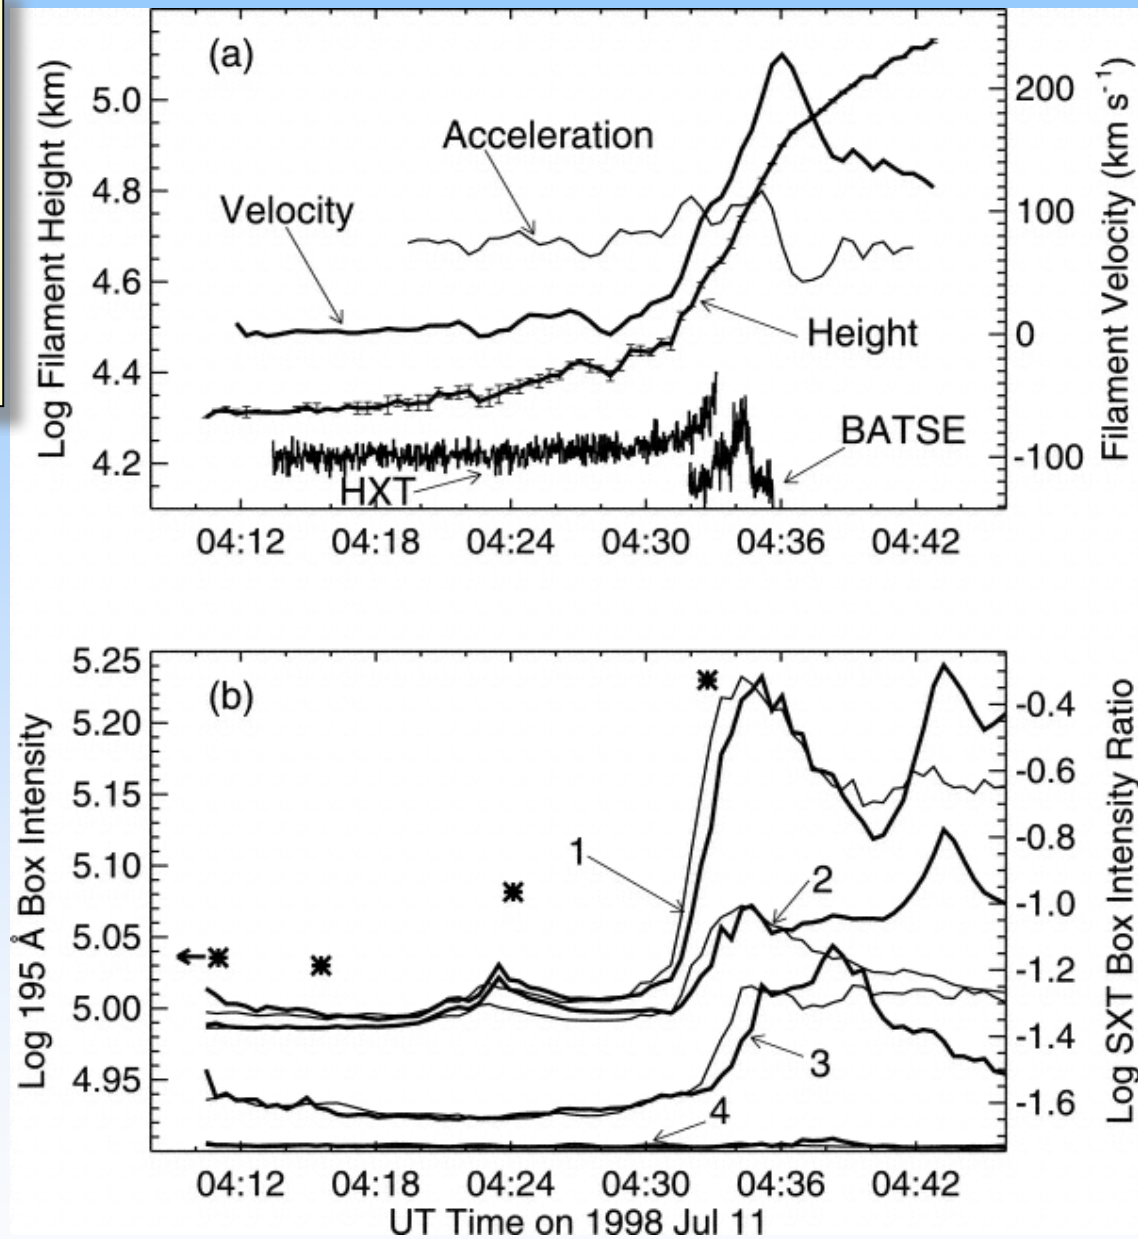 (a)
Log Filament Height (km)
5.0
4.8
4.6
4.4
4.2
Filament Velocity (km s-1)
200
100
0
-100
Acceleration
Velocity
Height
BATSE
HXT
04:12 04:18 04:24 04:30 04:36 04:42
(b)
Log 195 Å Box Intensity
5.25
5.20
5.15
5.10
5.05
5.00
4.95
Log SXT Box Intensity Ratio
-0.4
-0.6
-0.8
-1.0
-1.2
-1.4
-1.6
1
2
3
4
04:12 04:18 04:24 04:30 04:36 04:42
UT Time on 1998 Jul 11